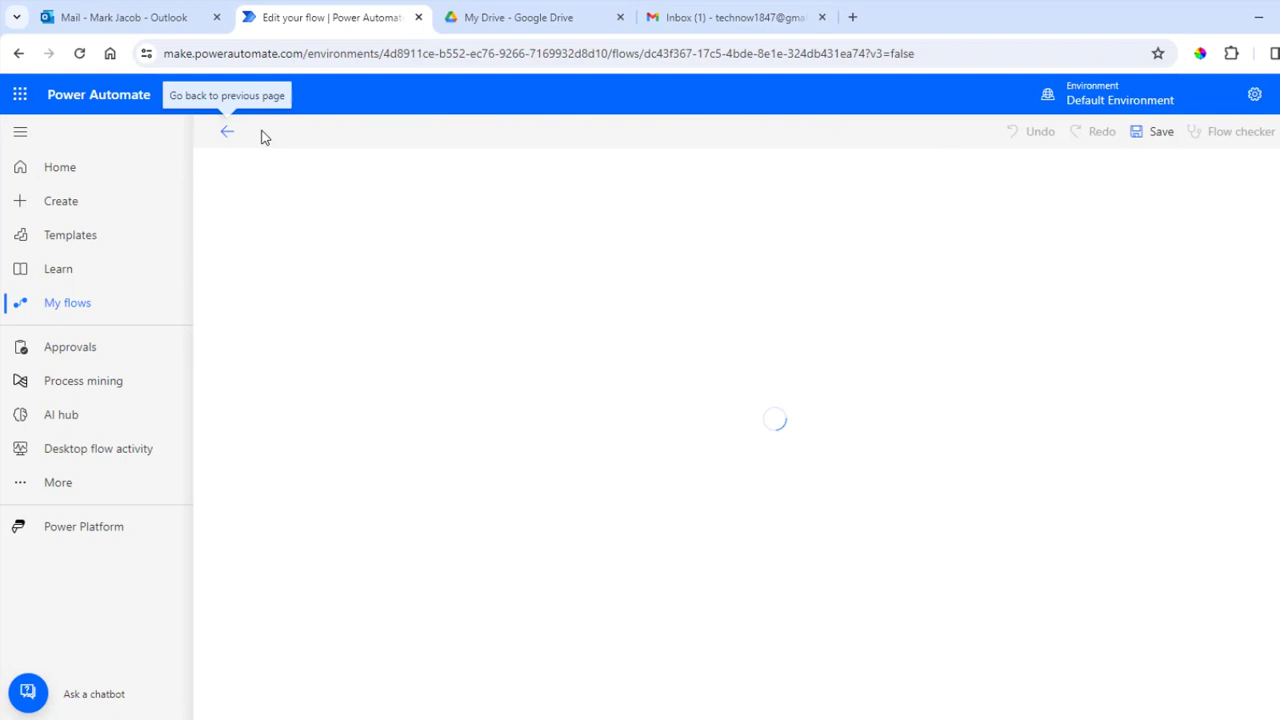 Mail - Mark Jacob - Outlook
Edit your flow | Power Automate
My Drive - Google Drive
Inbox (1) - technow1847@gmai
make.powerautomate.com/environments/4d8911ce-b552-ec76-9266-7169932d8d10/flows/dc43f367-17c5-4bde-8e1e-324db431ea74?v3=false
Power Automate
Go back to previous page
Environment
Default Environment
Undo
Redo
Save
Flow checker
Home
Create
Templates
Learn
My flows
Approvals
Process mining
AI hub
Desktop flow activity
More
Power Platform
Ask a chatbot